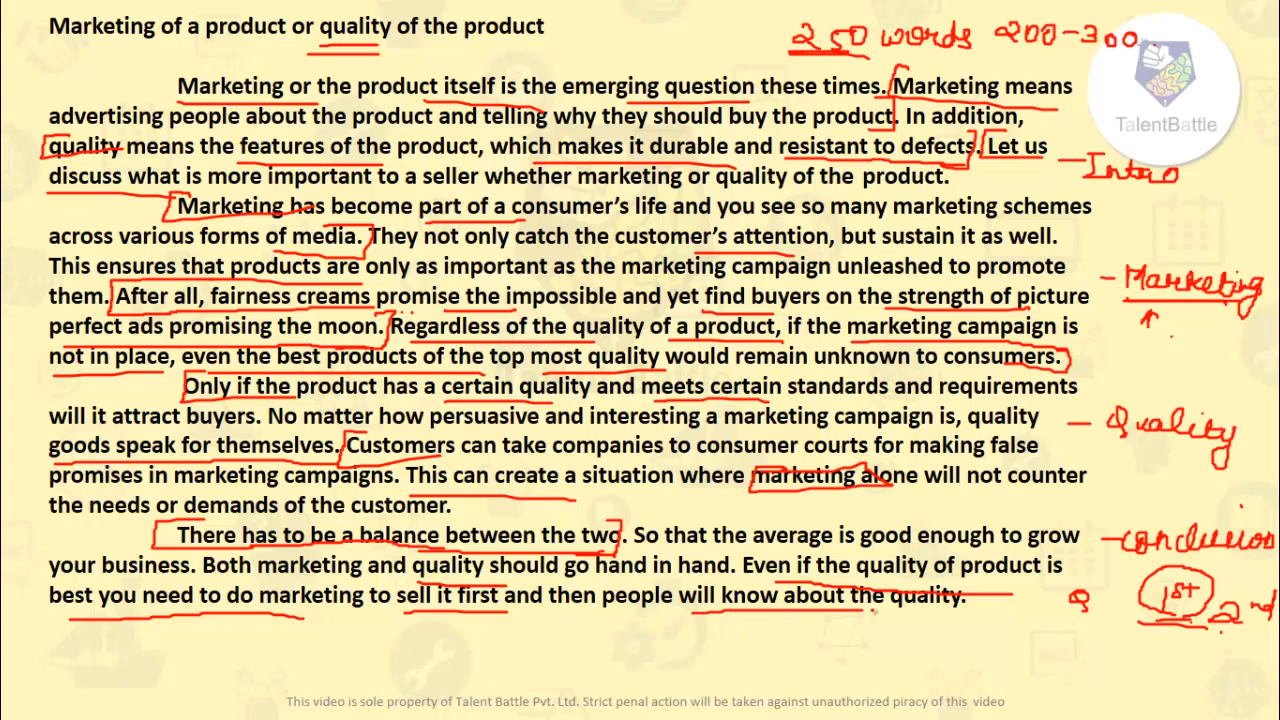 Marketing of a product or quality of the product
250 words 200-300
Marketing or the product itself is the emerging question these times. Marketing means
advertising people about the product and telling why they should buy the product. In addition,
quality means the features of the product, which makes it durable and resistant to defects. Let us
discuss what is more important to a seller whether marketing or quality of the product.
TalentBattle
- Intro
Marketing has become part of a consumer's life and you see so many marketing schemes
across various forms of media. They not only catch the customer's attention, but sustain it as well.
This ensures that products are only as important as the marketing campaign unleashed to promote
them. After all, fairness creams promise the impossible and yet find buyers on the strength of picture
perfect ads promising the moon. Regardless of the quality of a product, if the marketing campaign is
not in place, even the best products of the top most quality would remain unknown to consumers.
- Marketing
Only if the product has a certain quality and meets certain standards and requirements
will it attract buyers. No matter how persuasive and interesting a marketing campaign is, quality
goods speak for themselves. Customers can take companies to consumer courts for making false
promises in marketing campaigns. This can create a situation where marketing alone will not counter
the needs or demands of the customer.
- Quality
There has to be a balance between the two. So that the average is good enough to grow
your business. Both marketing and quality should go hand in hand. Even if the quality of product is
best you need to do marketing to sell it first and then people will know about the quality.
- conclusion
1st 2nd
This video is sole property of Talent Battle Pvt. Ltd. Strict penal action will be taken against unauthorized piracy of this video